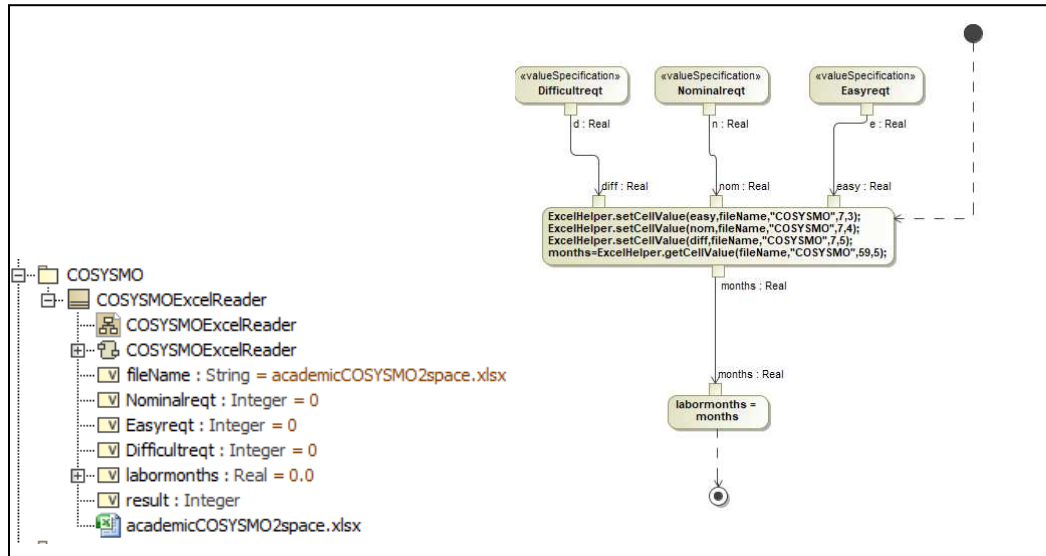 «valueSpecification»
Difficultreqt
«valueSpecification»
Nominalreqt
«valueSpecification»
Easyreqt
d : Real
n : Real
e : Real
diff : Real
nom : Real
easy : Real
ExcelHelper.setCellValue(easy,fileName,"COSYSMO",7,3);
ExcelHelper.setCellValue(nom,fileName,"COSYSMO",7,4);
ExcelHelper.setCellValue(diff,fileName,"COSYSMO",7,5);
months=ExcelHelper.getCellValue(fileName,"COSYSMO",59,5);
months : Real
months : Real
labormonths =
months
COSYSMO
COSYSMOExcelReader
COSYSMOExcelReader
COSYSMOExcelReader
fileName : String = academicCOSYSMO2space.xlsx
Nominalreqt : Integer = 0
Easyreqt : Integer = 0
Difficultreqt : Integer = 0
labormonths : Real = 0.0
result : Integer
academicCOSYSMO2space.xlsx